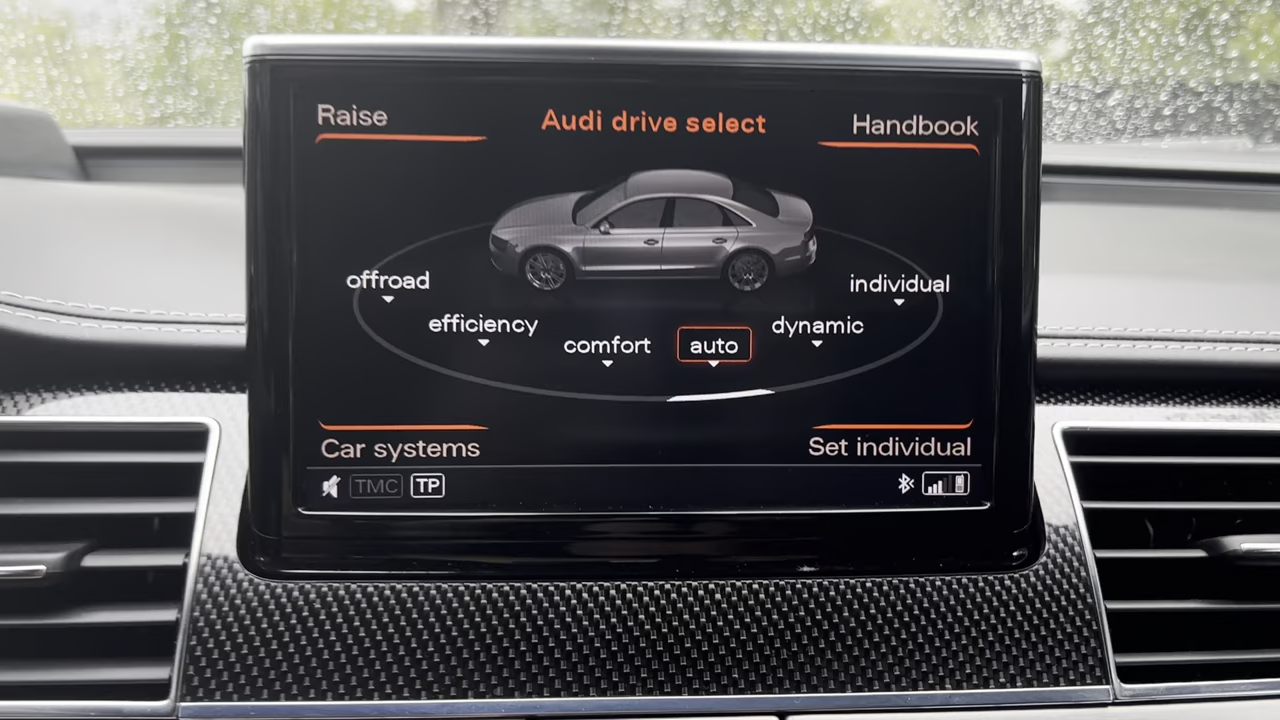 Raise
Audi drive select
Handbook
offroad
individual
efficiency
dynamic
comfort
auto
Car systems
Set individual
TMC
TP